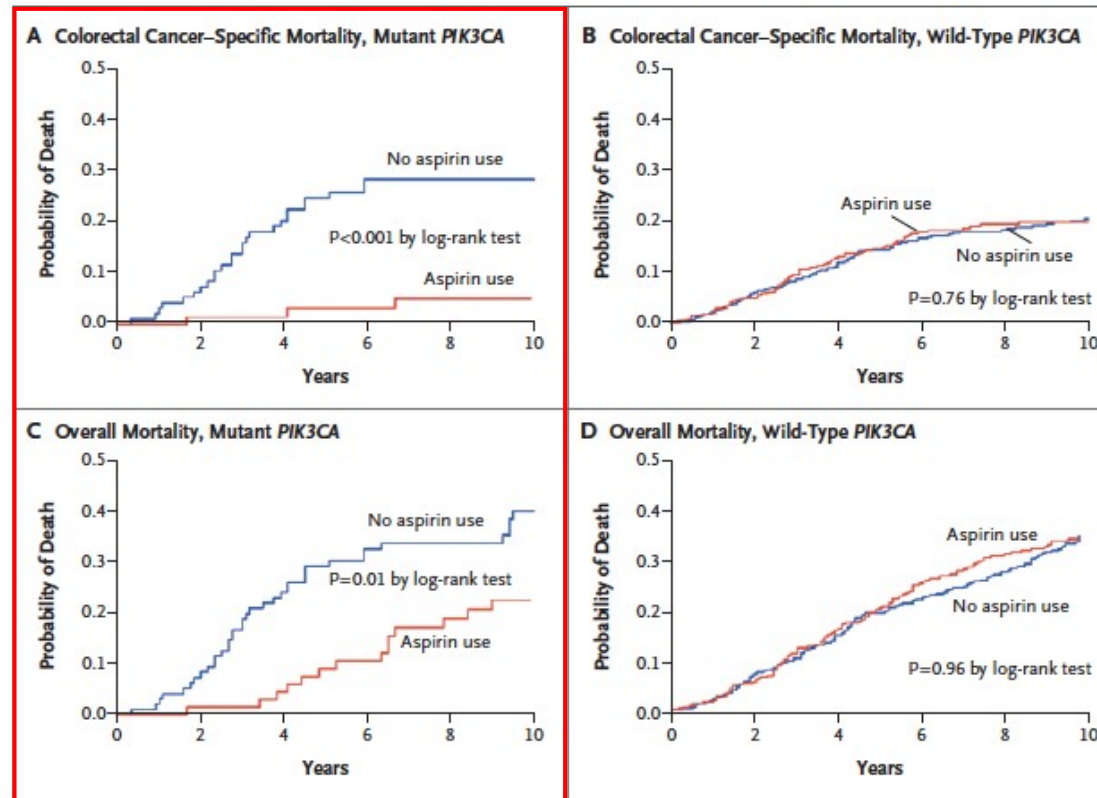 A Colorectal Cancer–Specific Mortality, Mutant PIK3CA
0.5
0.4
0.3
0.2
0.1
0.0
Probability of Death
No aspirin use
P<0.001 by log-rank test
Aspirin use
0 2 4 6 8 10
Years
B Colorectal Cancer–Specific Mortality, Wild-Type PIK3CA
0.5
0.4
0.3
0.2
0.1
0.0
Probability of Death
Aspirin use
No aspirin use
P=0.76 by log-rank test
0 2 4 6 8 10
Years
C Overall Mortality, Mutant PIK3CA
0.5
0.4
0.3
0.2
0.1
0.0
Probability of Death
No aspirin use
P=0.01 by log-rank test
Aspirin use
0 2 4 6 8 10
Years
D Overall Mortality, Wild-Type PIK3CA
0.5
0.4
0.3
0.2
0.1
0.0
Probability of Death
Aspirin use
No aspirin use
P=0.96 by log-rank test
0 2 4 6 8 10
Years